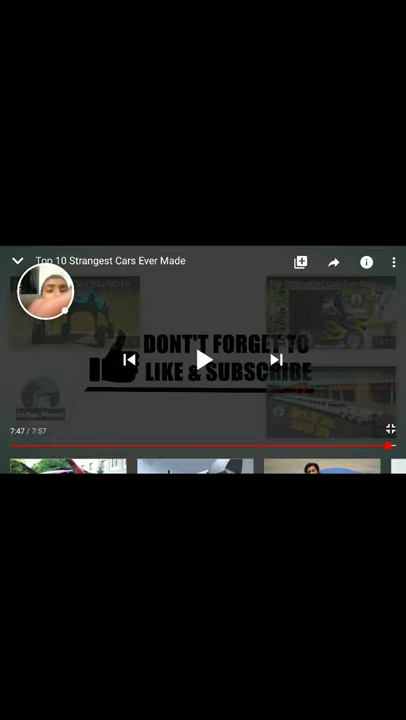 Top 10 Strangest Cars Ever Made
DONT'T FORGET TO
LIKE & SUBSCRIBE
7:47 / 7:57